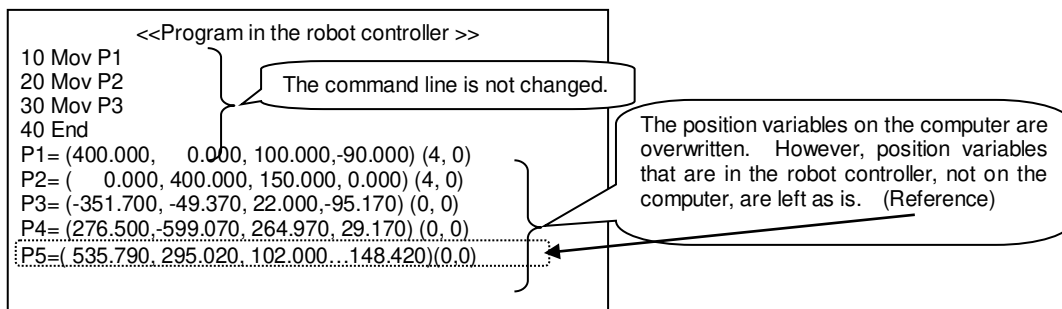 <<Program in the robot controller >>
10 Mov P1
20 Mov P2
30 Mov P3
40 End
P1= (400.000, 0.000, 100.000,-90.000) (4, 0)
P2= ( 0.000, 400.000, 150.000, 0.000) (4, 0)
P3= (-351.700, -49.370, 22.000,-95.170) (0, 0)
P4= (276.500,-599.070, 264.970, 29.170) (0, 0)
P5=( 535.790, 295.020, 102.000…148.420)(0.0)
The command line is not changed.
The position variables on the computer are
overwritten. However, position variables
that are in the robot controller, not on the
computer, are left as is. (Reference)